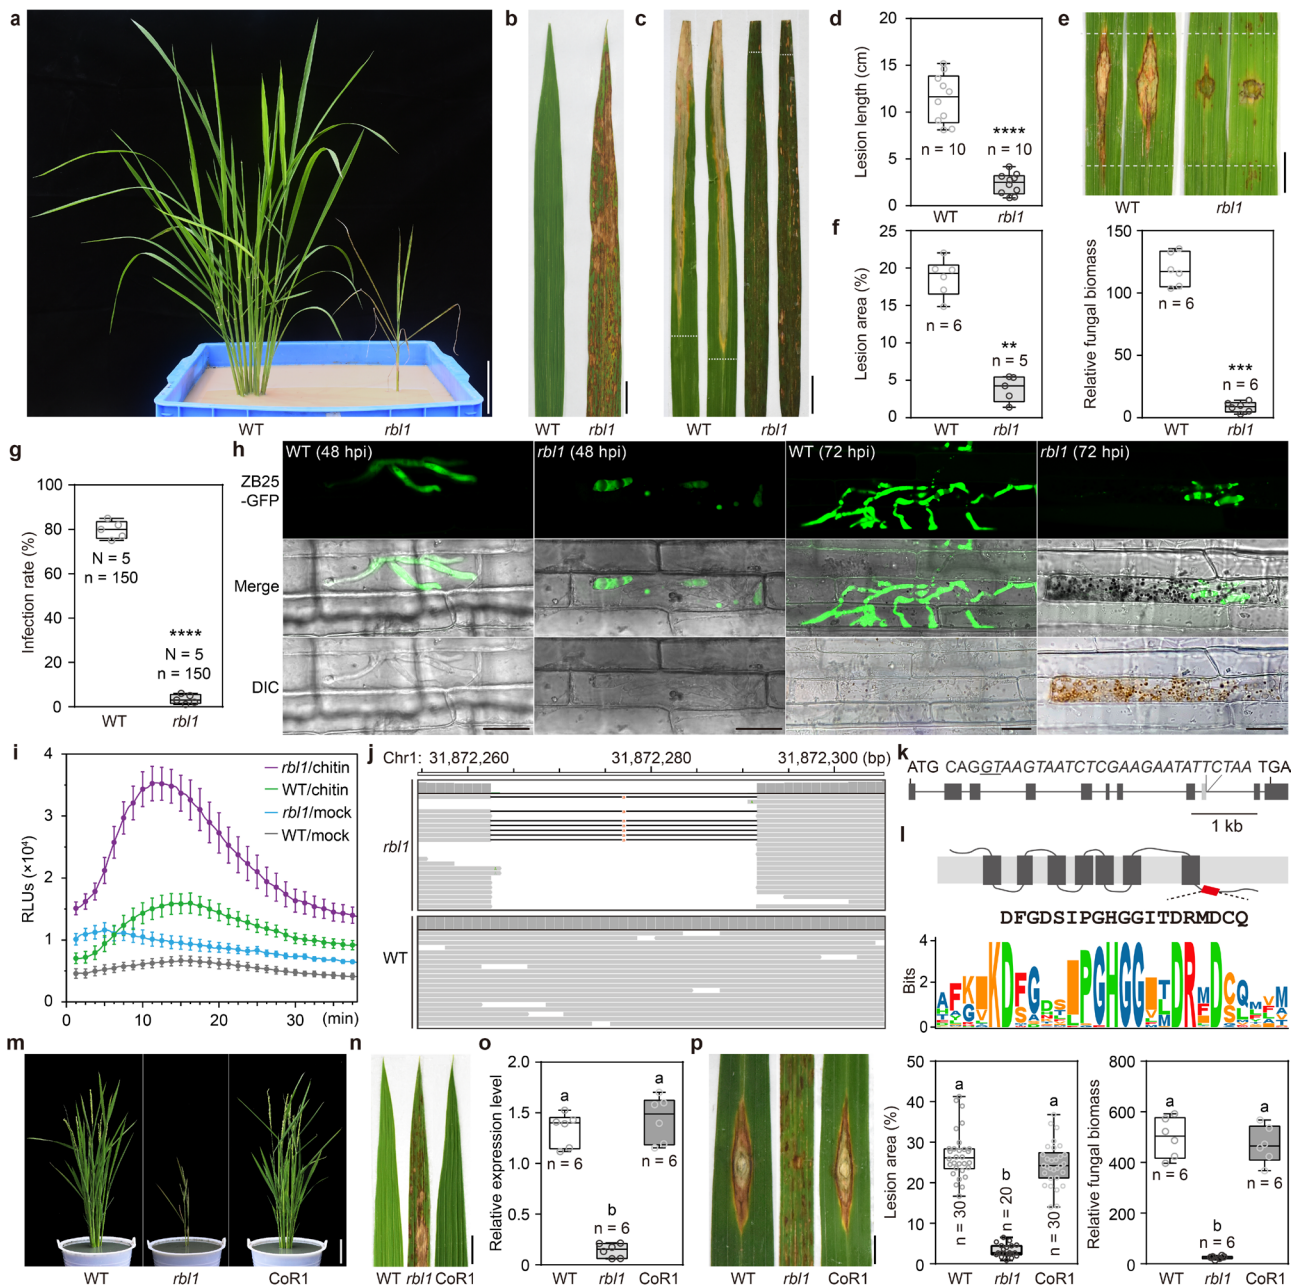 a
WT
rbl1
b
WT rbl1
c
WT
rbl1
d
Lesion length (cm)
20
15
10
5
0
n = 10
****
n = 10
WT
rbl1
e
WT
rbl1
f
Lesion area (%)
25
20
15
10
5
0
n = 6
**
n = 5
WT
rbl1
Relative fungal biomass
150
100
50
0
n = 6
***
n = 6
WT
rbl1
g
Infection rate (%)
100
80
60
40
20
0
N = 5
n = 150
****
N = 5
n = 150
WT
rbl1
h
WT (48 hpi)
rbl1 (48 hpi)
WT (72 hpi)
rbl1 (72 hpi)
ZB25
-GFP
Merge
DIC
i
RLUs (×10⁴)
4
3
2
1
0
rbl1/chitin
WT/chitin
rbl1/mock
WT/mock
0 10 20 30 (min)
j
Chr1: 31,872,260 31,872,280 31,872,300 (bp)
rbl1
WT
k
ATG CAGGTAAGTAATCTCGAAGAATATTCTAA TGA
1 kb
l
DFGDSIPGHGGITDRMDCQ
Bits
4
2
0
KDFG PGHGG TDR DCQ
m
WT
rbl1
CoR1
n
WT rbl1 CoR1
o
Relative expression level
2.0
1.5
1.0
0.5
0
a
n = 6
b
n = 6
a
n = 6
WT rbl1 CoR1
p
WT
rbl1
CoR1
Lesion area (%)
50
40
30
20
10
0
a
n = 30
b
n = 20
a
n = 30
WT rbl1 CoR1
Relative fungal biomass
800
600
400
200
0
a
n = 6
b
n = 6
a
n = 6
WT rbl1 CoR1